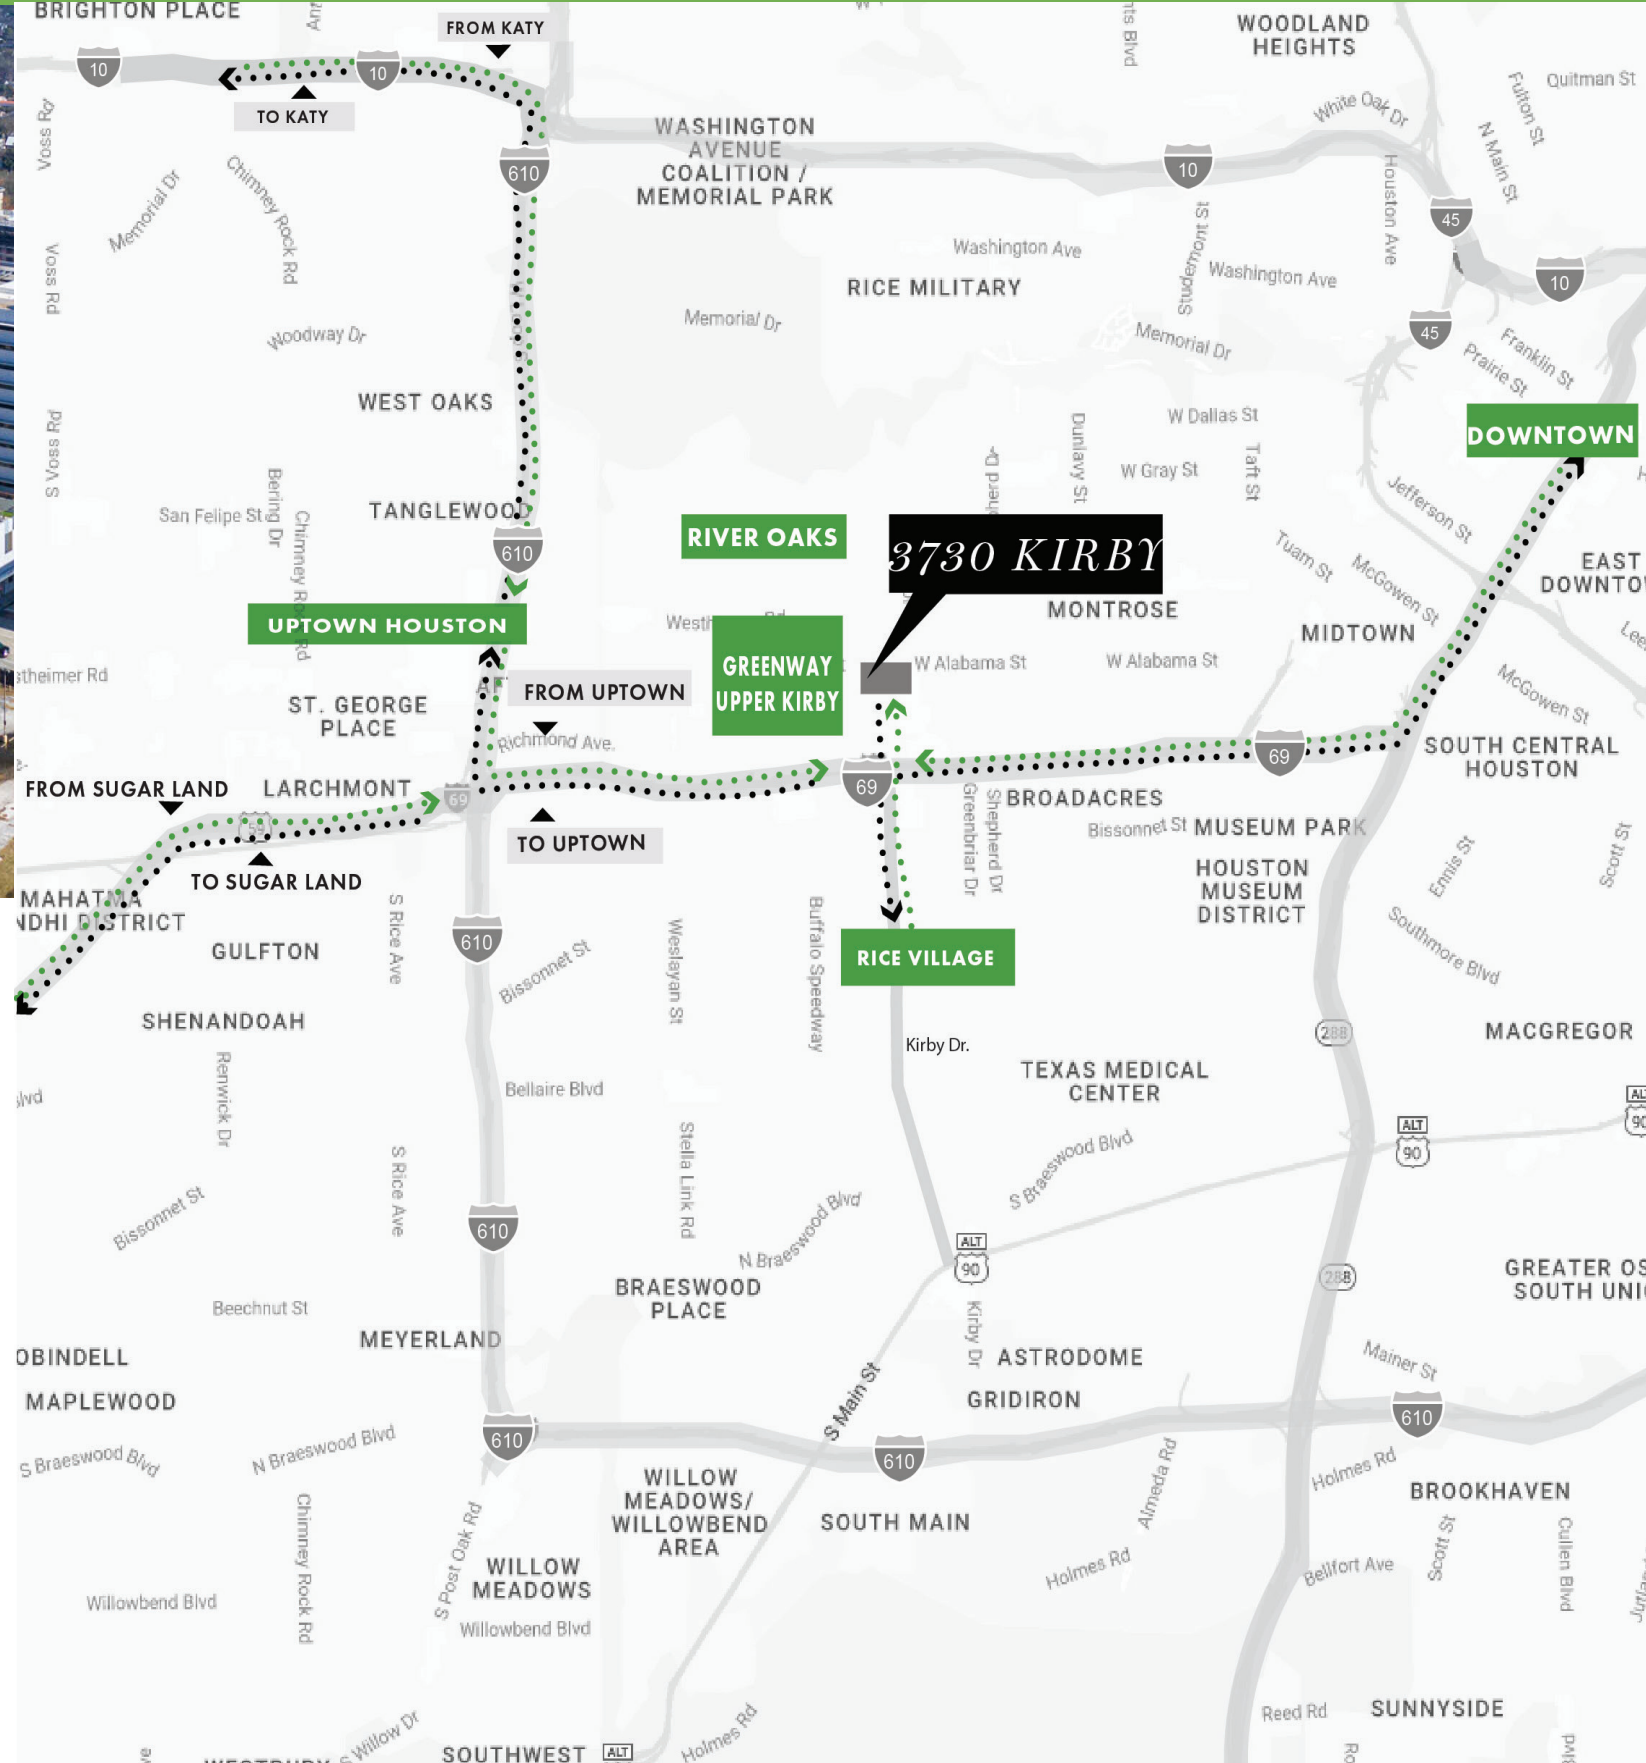 BRIGHTON PLACE
FROM KATY
WOODLAND
HEIGHTS
10
10
TO KATY
Quitman St
Fulton St
White Oak Dr
N Main St
Voss Rd
WASHINGTON
AVENUE
COALITION /
MEMORIAL PARK
610
10
Houston Ave
Memorial Dr
Chimney Rock Rd
45
Studemont St
Washington Ave
Washington Ave
RICE MILITARY
10
Voss Rd
Memorial Dr
Memorial Dr
45
Franklin St
Prairie St
Woodway Dr
WEST OAKS
W Dallas St
DOWNTOWN
S Voss Rd
Dunlavy St
W Gray St
Taft St
Bering Dr
San Felipe St
TANGLEWOOD
Chimney Rock Rd
Jefferson St
RIVER OAKS
3730 KIRBY
610
Tuam St
McGowen St
EAST
MONTROSE
UPTOWN HOUSTON
MIDTOWN
GREENWAY
UPPER KIRBY
W Alabama St
W Alabama St
McGowen St
FROM UPTOWN
ST. GEORGE
PLACE
Richmond Ave.
SOUTH CENTRAL
HOUSTON
69
69
FROM SUGAR LAND
LARCHMONT
69
59
BROADACRES
Greenbriar Dr
Shepherd Dr
Bissonnet St
MUSEUM PARK
TO UPTOWN
TO SUGAR LAND
HOUSTON
MUSEUM
DISTRICT
Ennis St
Scott St
MAHATMA
NDHI DISTRICT
S Rice Ave
GULFTON
610
Bissonnet St
Weslayan St
Buffalo Speedway
RICE VILLAGE
Southmore Blvd
SHENANDOAH
288
MACGREGOR
Kirby Dr.
Renwick Dr
Bellaire Blvd
TEXAS MEDICAL
CENTER
ALT
90
Stella Link Rd
S Rice Ave
S Braeswood Blvd
Bissonnet St
610
N Braeswood Blvd
ALT
90
288
BRAESWOOD
PLACE
GREATER OS
SOUTH UNI
Beechnut St
MEYERLAND
Kirby Dr
ASTRODOME
Mainer St
OBINDELL
MAPLEWOOD
GRIDIRON
S Main St
610
610
610
S Braeswood Blvd
N Braeswood Blvd
WILLOW
MEADOWS/
WILLOWBEND
AREA
Almeda Rd
Holmes Rd
BROOKHAVEN
SOUTH MAIN
Chimney Rock Rd
S Post Oak Rd
WILLOW
MEADOWS
Holmes Rd
Bellfort Ave
Scott St
Cullen Blvd
Willowbend Blvd
Willowbend Blvd
Reed Rd
SUNNYSIDE
S Willow Dr
SOUTHWEST
ALT
Holmes Rd